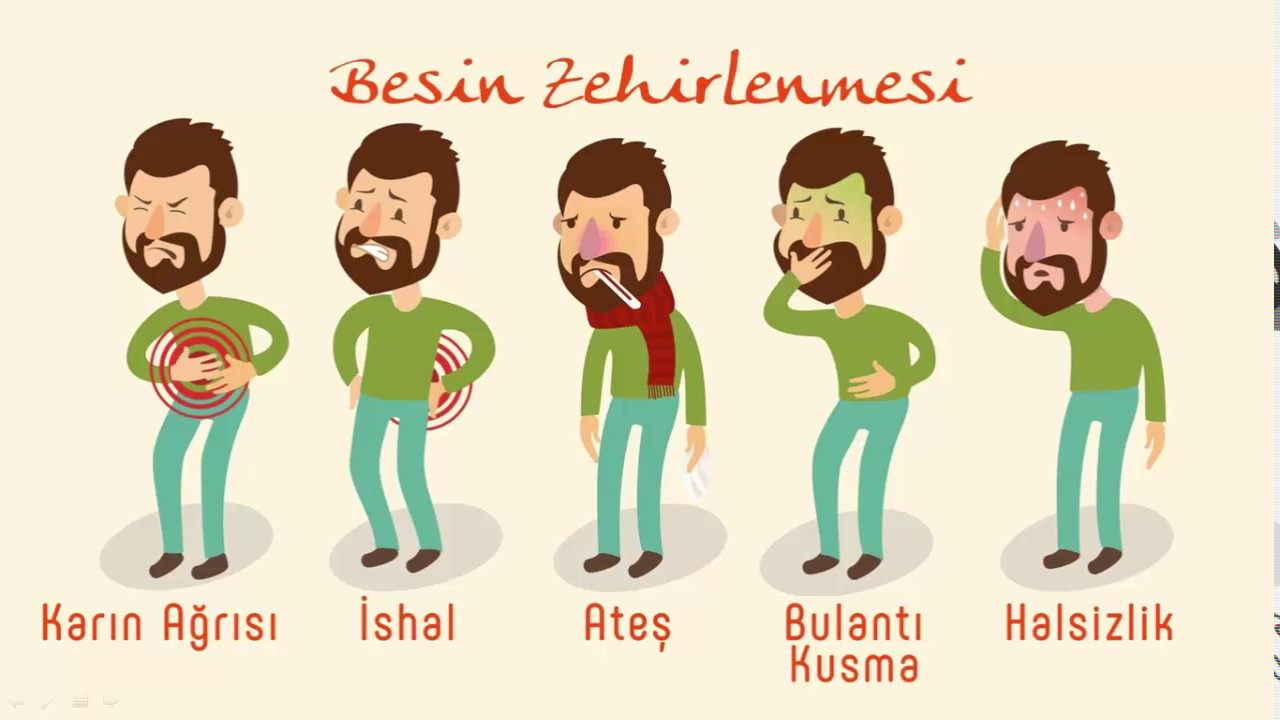 Besin Zehirlenmesi
Karın Ağrısı
İshal
Ateş
Bulantı
Kusma
Halsizlik